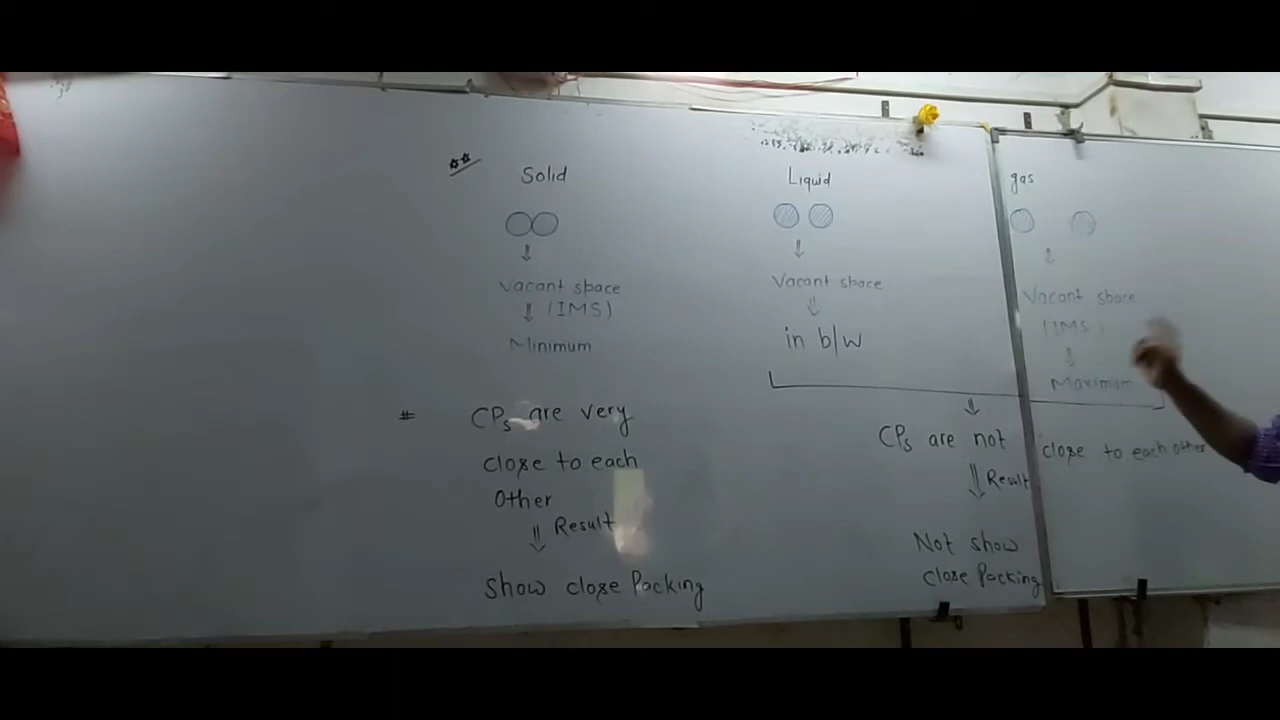 Solid
Vacant space
(IMS)
Minimum
# CPs are very
close to each
Other
Result
Show close Packing
Liquid
Vacant space
in b/w
gas
Vacant space
(IMS)
Maximum
CPs are not close to each other
Result
Not show
close Packing